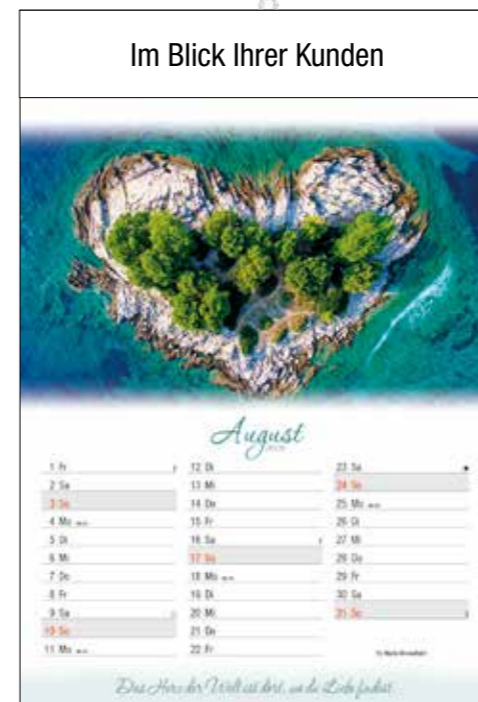 Im Blick Ihrer Kunden
August
1 Fr
2 Sa
3 So
4 Mo
5 Di
6 Mi
7 Do
8 Fr
9 Sa
10 So
11 Mo
12 Di
13 Mi
14 Do
15 Fr
16 Sa
17 So
18 Mo
19 Di
20 Mi
21 Do
22 Fr
23 Sa
24 So
25 Mo
26 Di
27 Mi
28 Do
29 Fr
30 Sa
31 So
Das Herz der Welt ist dort, wo du Liebe findest.